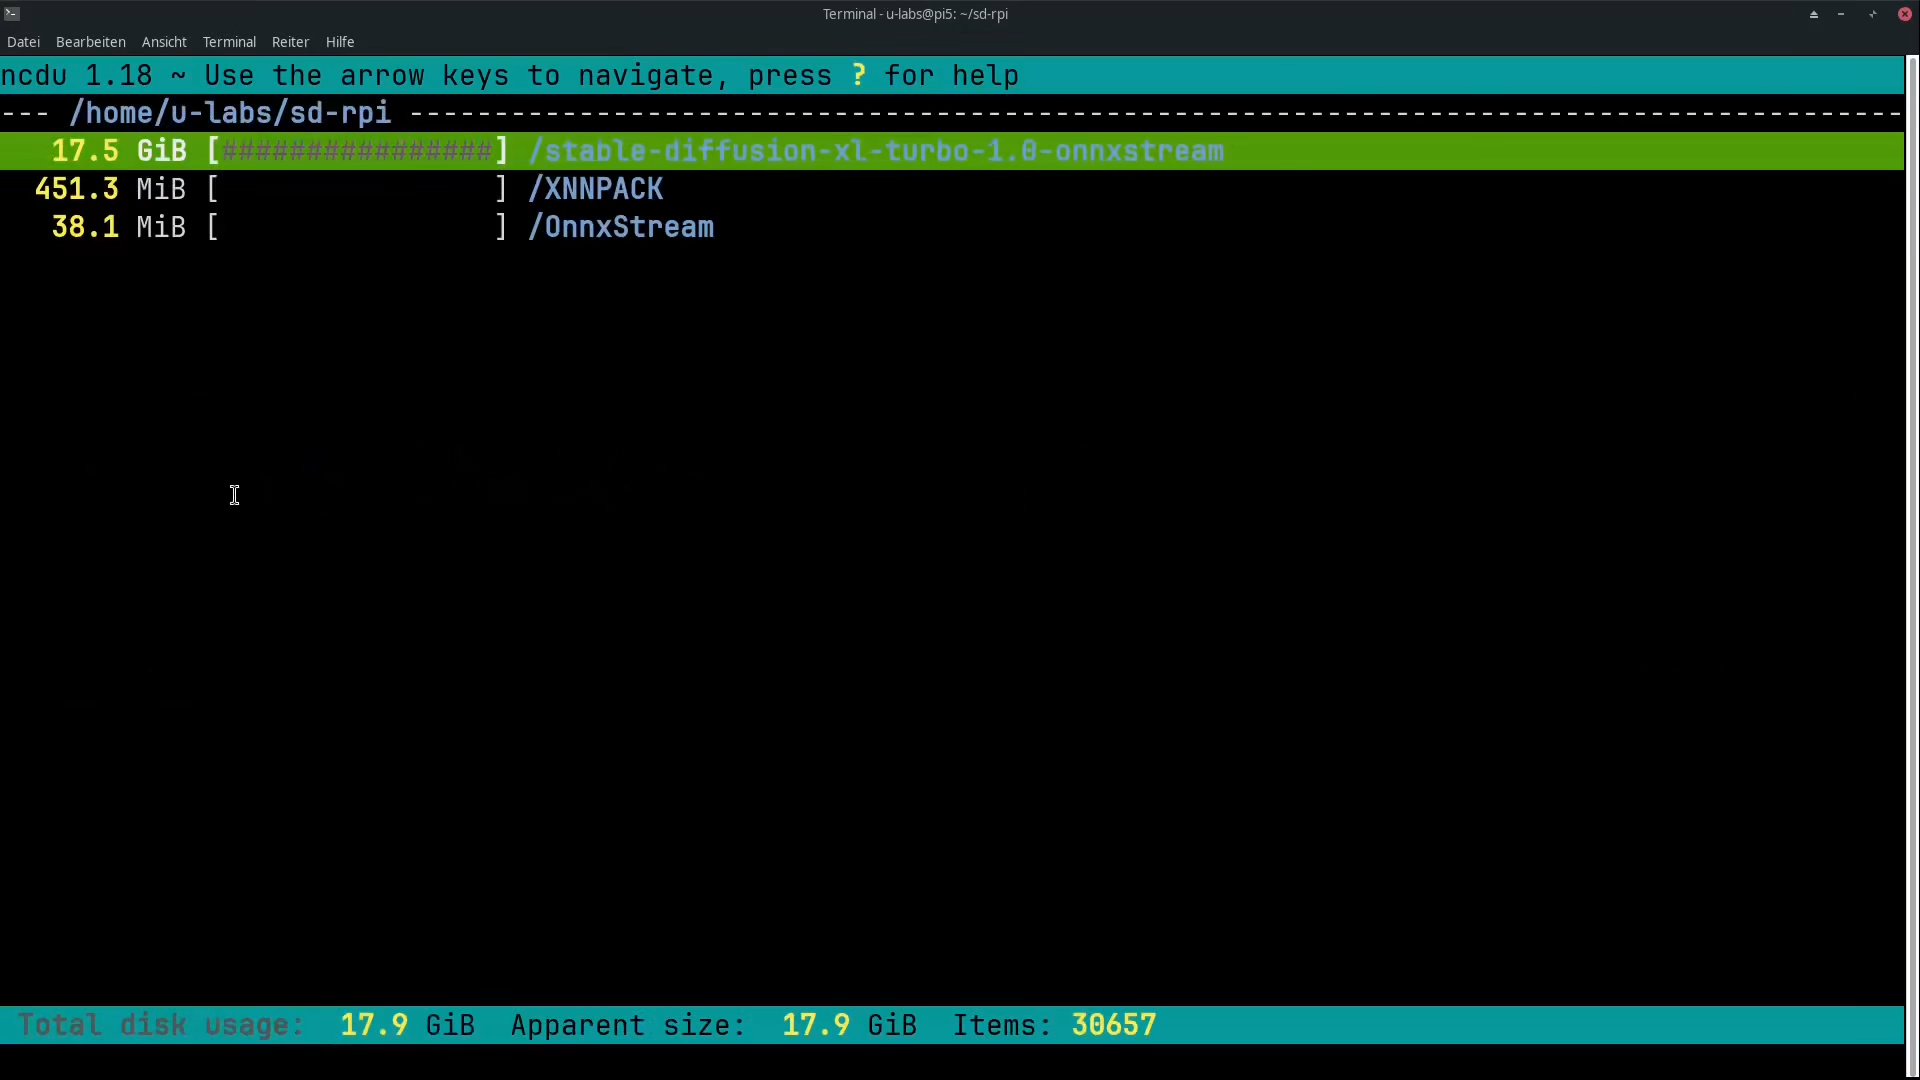 Terminal - u-labs@pi5: ~/sd-rpi
Datei Bearbeiten Ansicht Terminal Reiter Hilfe
ncdu 1.18 ~ Use the arrow keys to navigate, press ? for help
--- /home/u-labs/sd-rpi ----------------------------------------------------------------------------------------
17.5 GiB [################] /stable-diffusion-xl-turbo-1.0-onnxstream
451.3 MiB [                ] /XNNPACK
38.1 MiB [                ] /OnnxStream
Total disk usage: 17.9 GiB Apparent size: 17.9 GiB Items: 30657